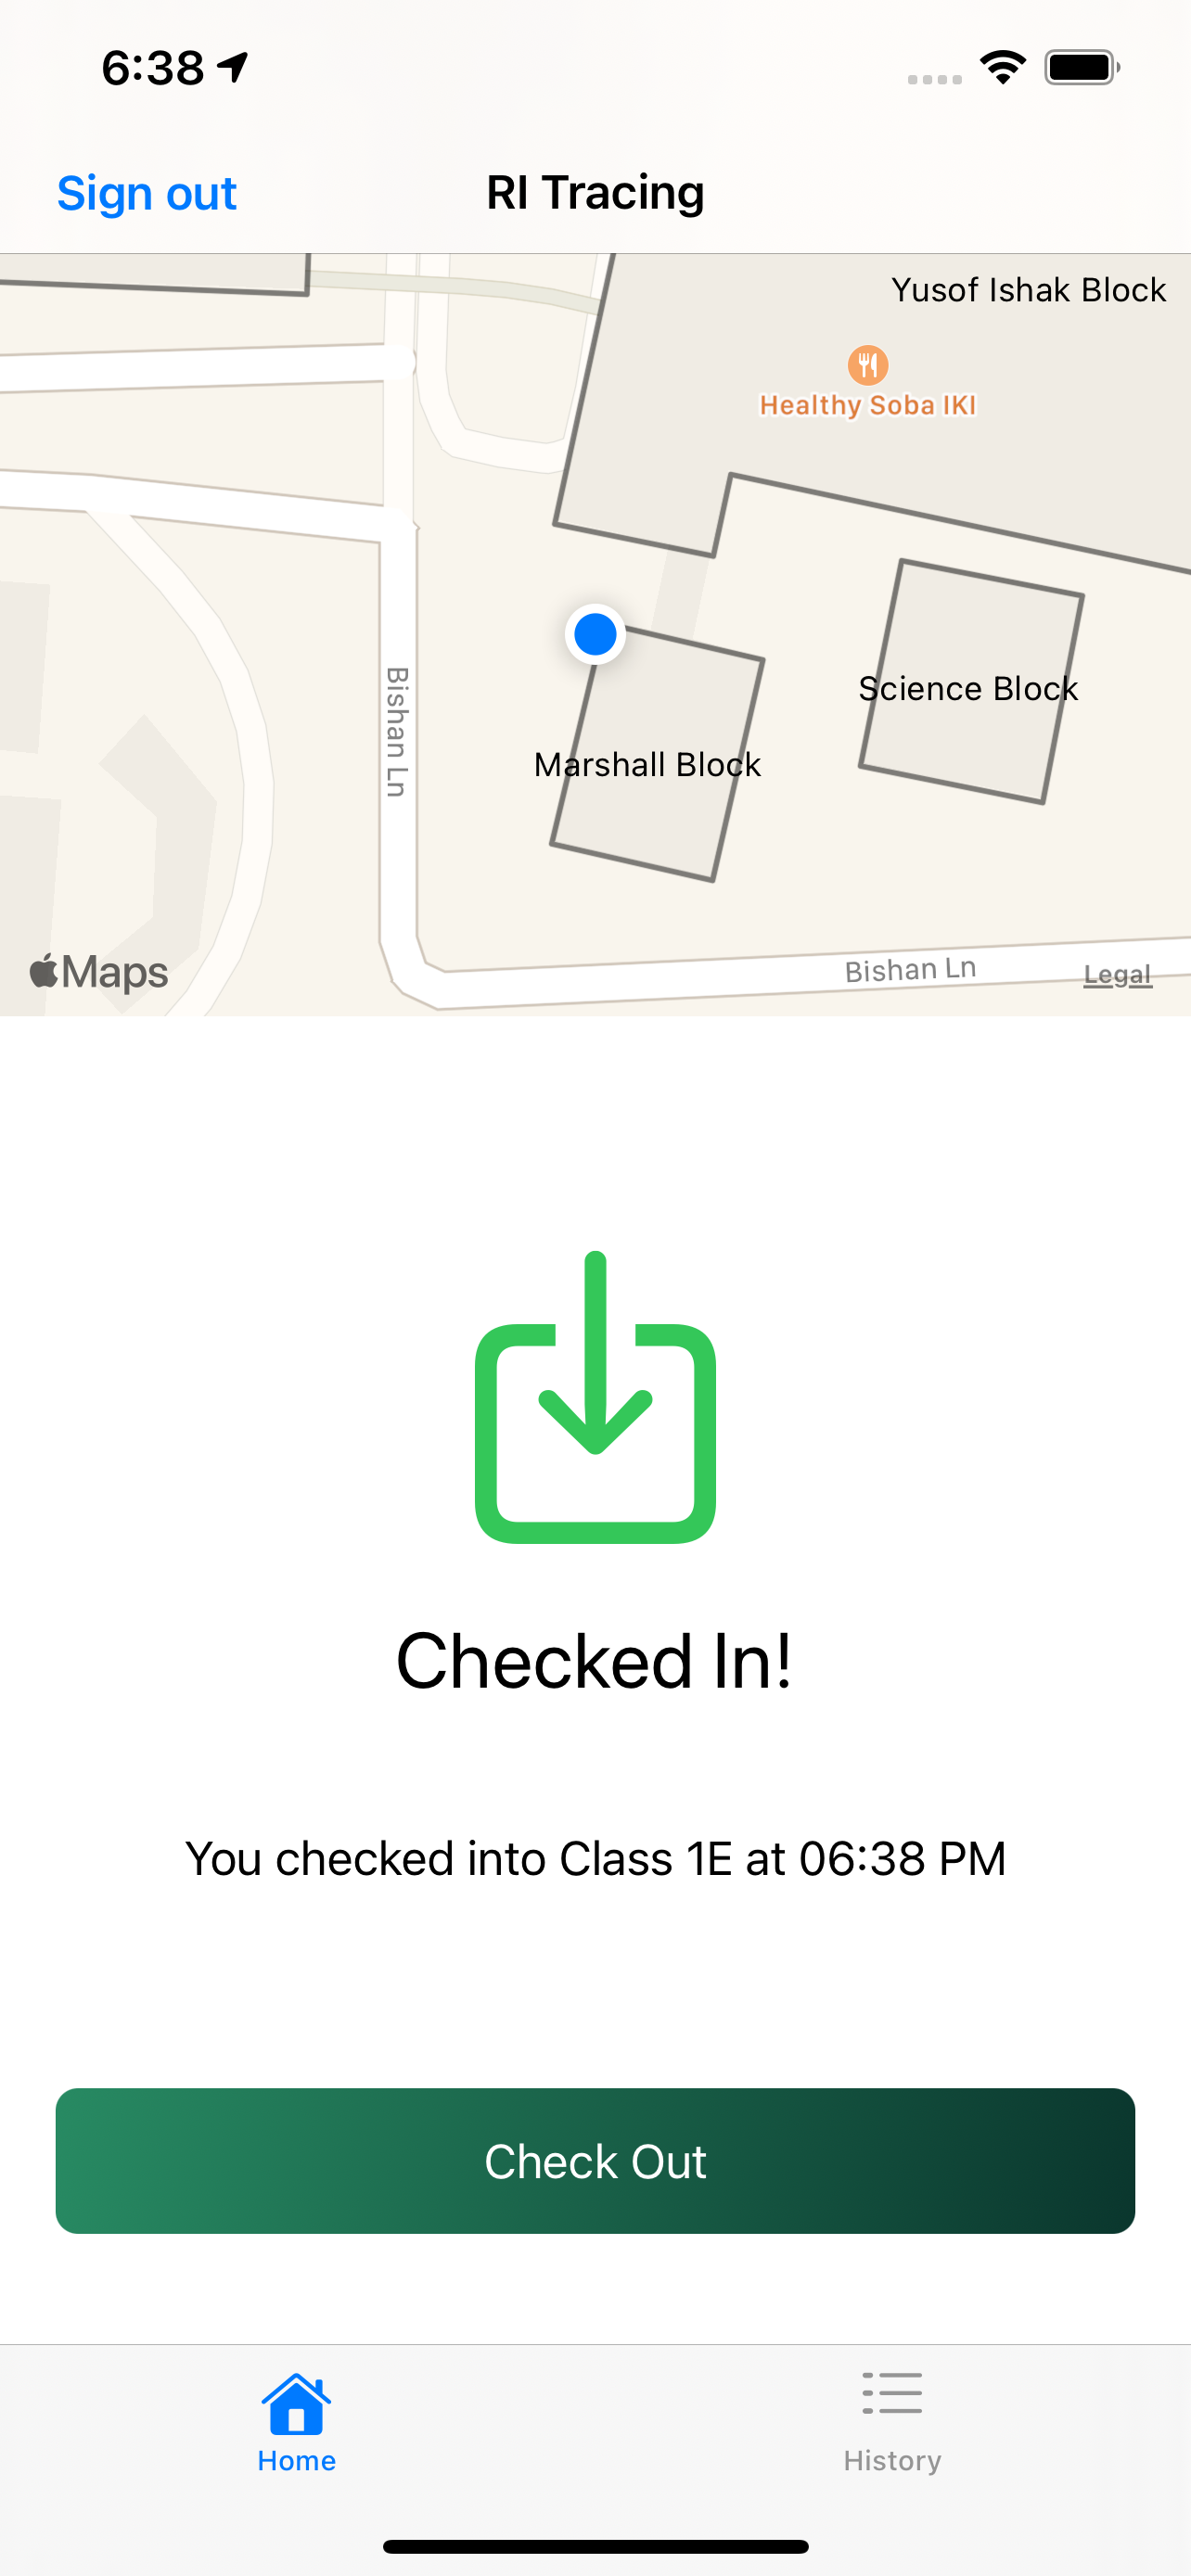 6:38
Sign out
RI Tracing
Yusof Ishak Block
Healthy Soba IKI
Science Block
Bishan Ln
Marshall Block
Maps
Bishan Ln
Legal
Checked In!
You checked into Class 1E at 06:38 PM
Check Out
Home
History